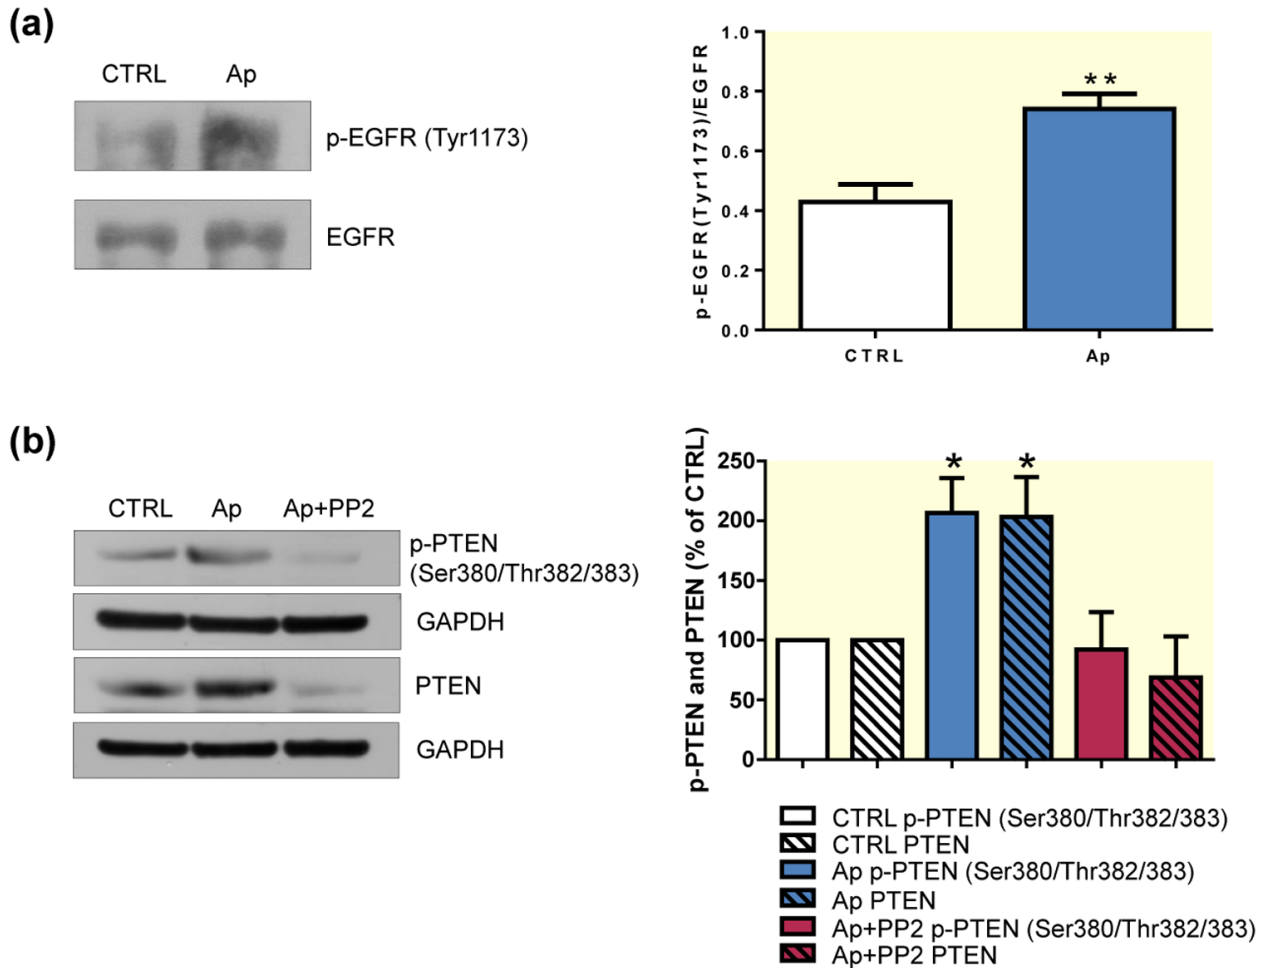 (a)
CTRL Ap
p-EGFR (Tyr1173)
EGFR
p-EGFR(Tyr1173)/EGFR
1.0
0.8
0.6
0.4
0.2
0.0
**
CTRL Ap
(b)
CTRL Ap Ap+PP2
p-PTEN
(Ser380/Thr382/383)
GAPDH
PTEN
GAPDH
p-PTEN and PTEN (% of CTRL)
250
200
150
100
50
0
* *
CTRL p-PTEN (Ser380/Thr382/383)
CTRL PTEN
Ap p-PTEN (Ser380/Thr382/383)
Ap PTEN
Ap+PP2 p-PTEN (Ser380/Thr382/383)
Ap+PP2 PTEN